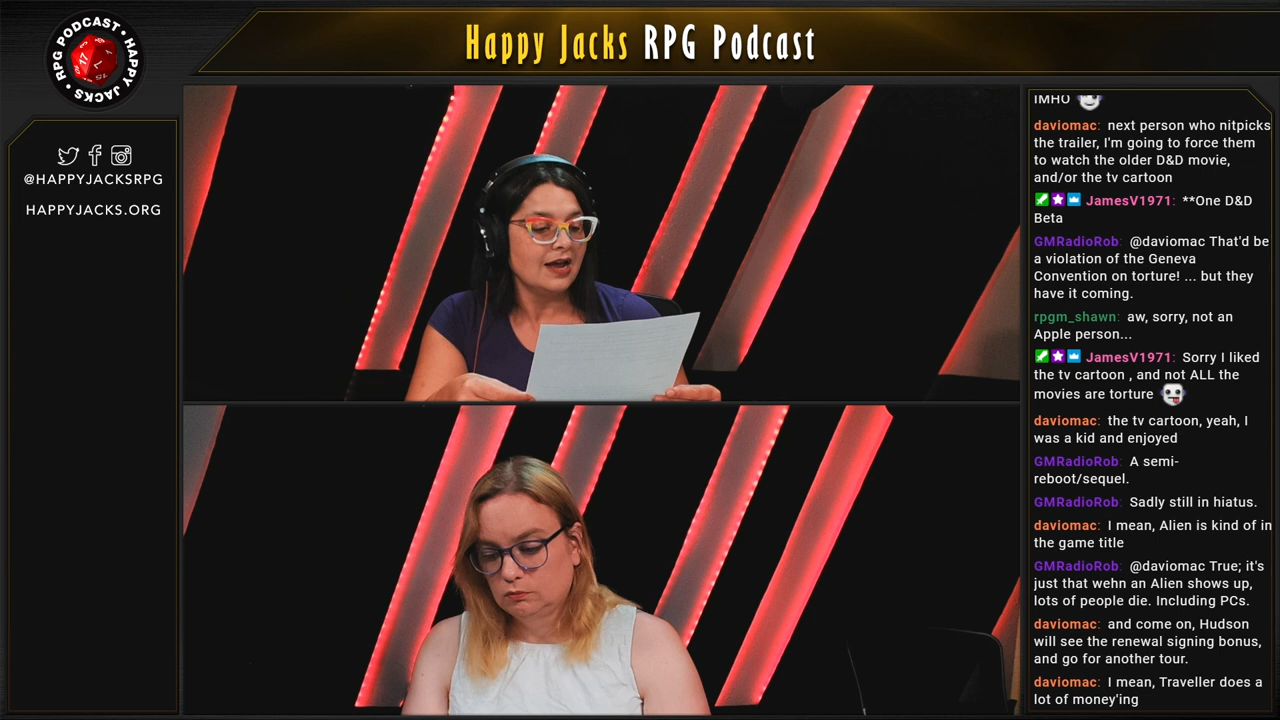 RPG PODCAST • HAPPY JACKS •
17
Happy Jacks RPG Podcast
@HAPPYJACKSRPG
HAPPYJACKS.ORG
IMHO
daviomac: next person who nitpicks
the trailer, I'm going to force them
to watch the older D&D movie,
and/or the tv cartoon
JamesV1971: **One D&D
Beta
GMRadioRob: @daviomac That'd be
a violation of the Geneva
Convention on torture! ... but they
have it coming.
rpgm_shawn: aw, sorry, not an
Apple person...
JamesV1971: Sorry I liked
the tv cartoon , and not ALL the
movies are torture
daviomac: the tv cartoon, yeah, I
was a kid and enjoyed
GMRadioRob: A semi-
reboot/sequel.
GMRadioRob: Sadly still in hiatus.
daviomac: I mean, Alien is kind of in
the game title
GMRadioRob: @daviomac True; it's
just that wehn an Alien shows up,
lots of people die. Including PCs.
daviomac: and come on, Hudson
will see the renewal signing bonus,
and go for another tour.
daviomac: I mean, Traveller does a
lot of money'ing